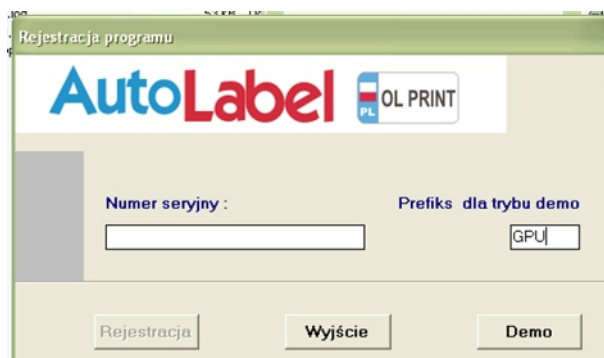 Rejestracja programu
AutoLabel
PL OL PRINT
Numer seryjny :
Prefiks dla trybu demo
GPU
Rejestracja
Wyjście
Demo